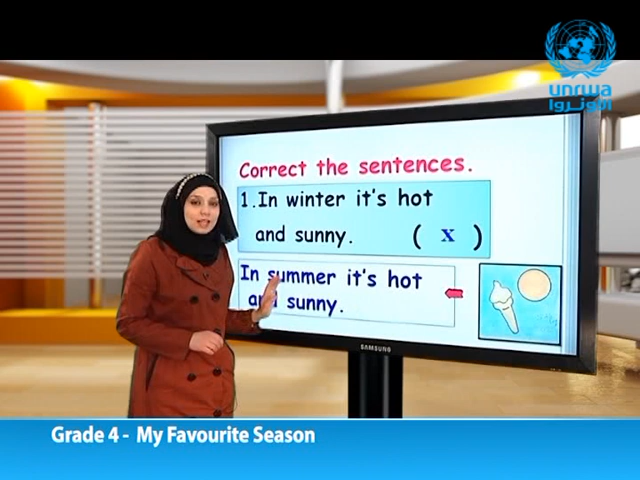 unrwa
الأونروا
Correct the sentences.
1.In winter it's hot
and sunny. ( x )
In summer it's hot
and sunny.
SAMSUNG
Grade 4 - My Favourite Season